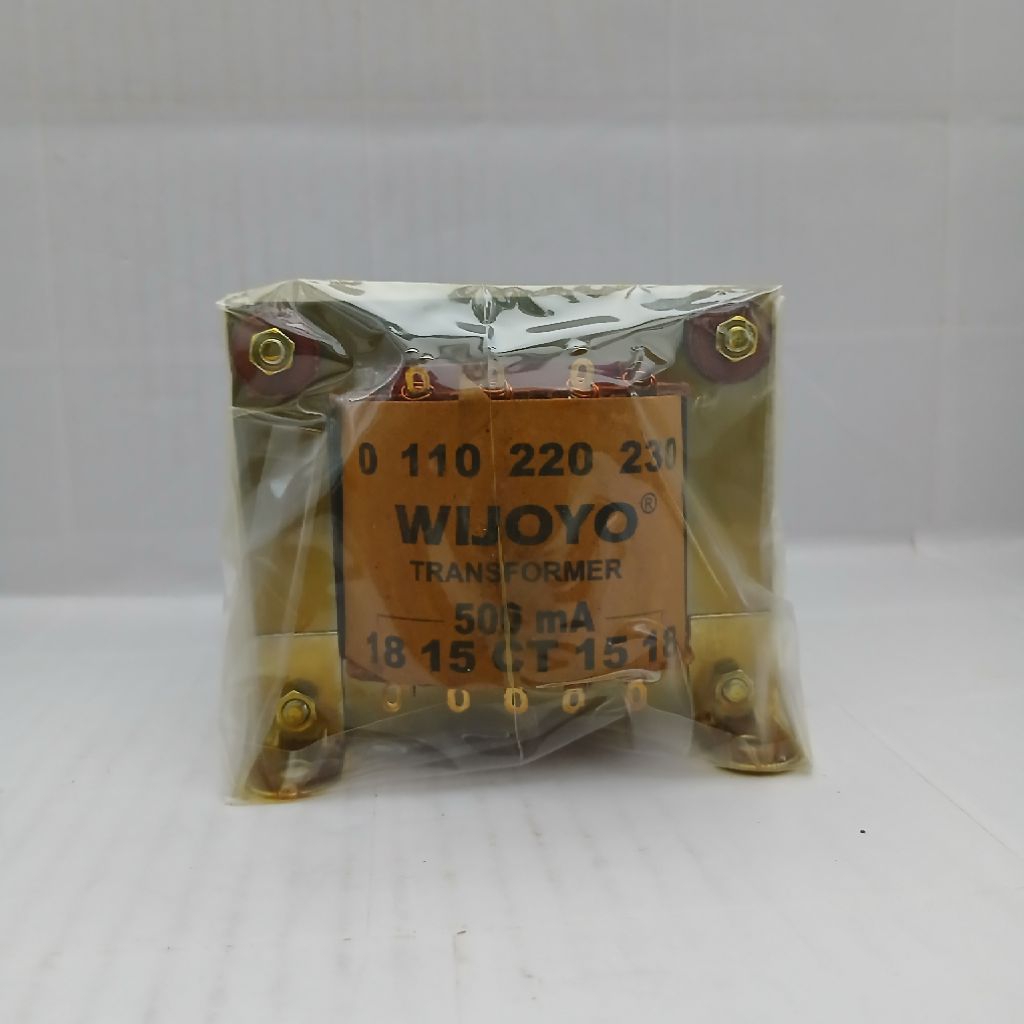 0 110 220 230
WIJOYO®
TRANSFORMER
500 mA
18 15 CT 15 18